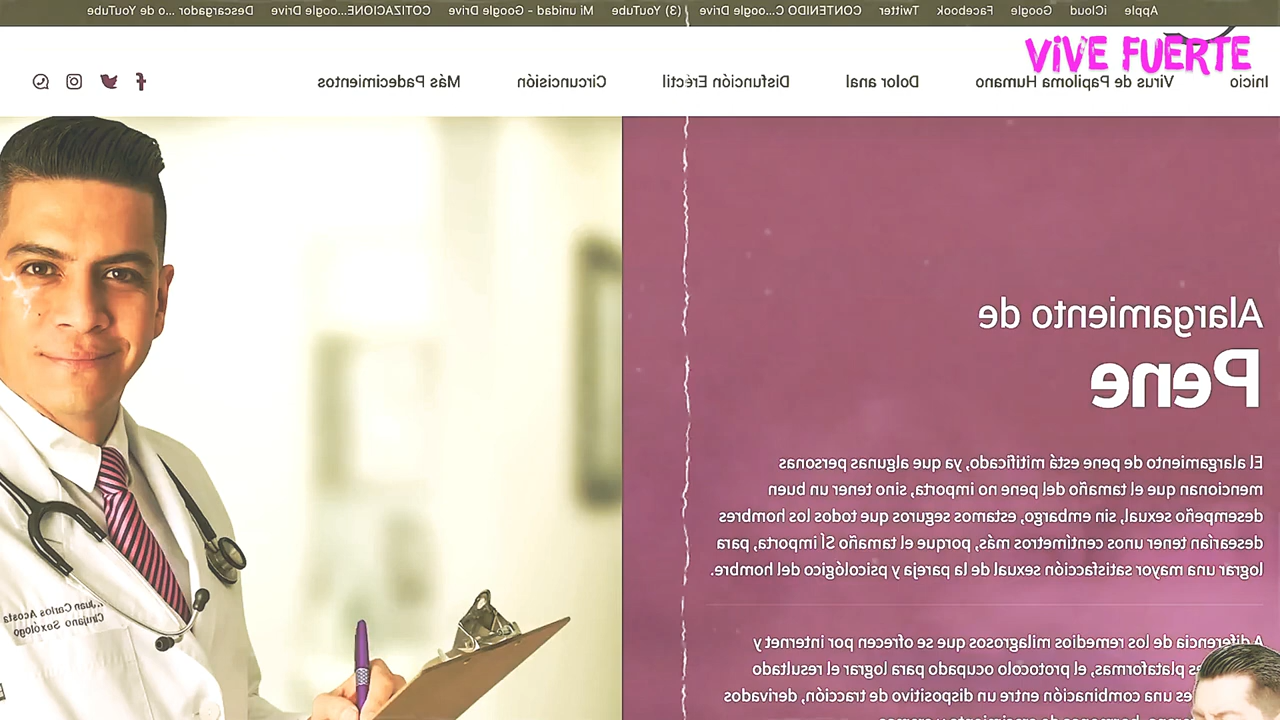 Apple iCloud Google Facebook Twitter CONTENIDO C...oogle Drive (3) YouTube Mi unidad - Google Drive COTIZACIONE...oogle Drive Descargador ...o de YouTube
VIVE FUERTE
Inicio Virus de Papiloma Humano Dolor anal Disfunción Eréctil Circuncisión Más Padecimientos
Alargamiento de
Pene
El alargamiento de pene está mitificado, ya que algunas personas
mencionan que el tamaño del pene no importa, sino tener un buen
desempeño sexual, sin embargo, estamos seguros que todos los hombres
desearían tener unos centímetros más, porque el tamaño SÍ importa, para
lograr una mayor satisfacción sexual de la pareja y psicológico del hombre.
A diferencia de los remedios milagrosos que se ofrecen por internet y
plataformas, el protocolo ocupado para lograr el resultado
es una combinación entre un dispositivo de tracción, derivados
Juan Carlos Acosta
Cirujano Sexólogo